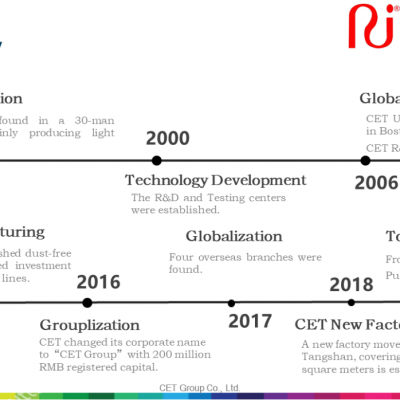 Ri®
ion
Globa
found in a 30-man
inly producing light
CET U
in Bost
CET R&
2000
Technology Development
The R&D and Testing centers
were established.
2006
turing
shed dust-free
ed investment
lines.
Globalization
Four overseas branches were
found.
To
Fro
Pu
2016
2017
2018
Grouplization
CET changed its corporate name
to“CET Group”with 200 million
RMB registered capital.
CET New Facto
A new factory move
Tangshan, covering
square meters is es
CET Group Co., Ltd.